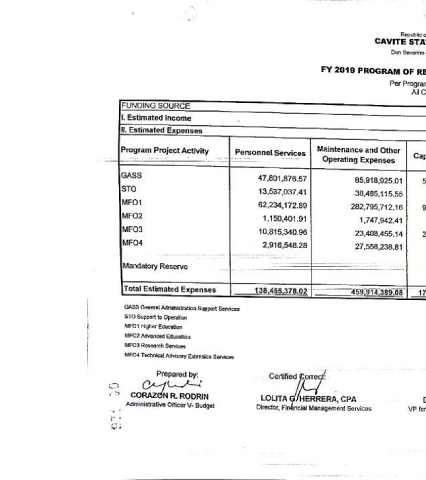 Republic
CAVITE STA
Don Severino
FY 2019 PROGRAM OF RE
Per Program
All C
FUNDING SOURCE
I. Estimated Income
II. Estimated Expenses
Program Project Activity Personnel Services Maintenance and Other Operating Expenses Cap
GASS 47,801,876.57 85,918,925.01 5
STO 13,537,037.41 38,485,115.55
MFO1 62,234,172.89 282,795,712.16 9
MFO2 1,150,401.91 1,747,942.41
MFO3 10,815,340.96 23,408,455.14 2
MFO4 2,916,548.28 27,558,238.81
Mandatory Reserve
Total Estimated Expenses 138,455,378.02 459,914,389.08 17
GASS General Administration Support Services
STO Support to Operation
MFO1 Higher Education
MFO2 Advanced Education
MFO3 Research Services
MFO4 Technical Advisory Extension Services
Prepared by: Certified Correct:
CORAZON R. RODRIN LOLITA G. HERRERA, CPA
Administrative Officer V- Budget Director, Financial Management Services VP for